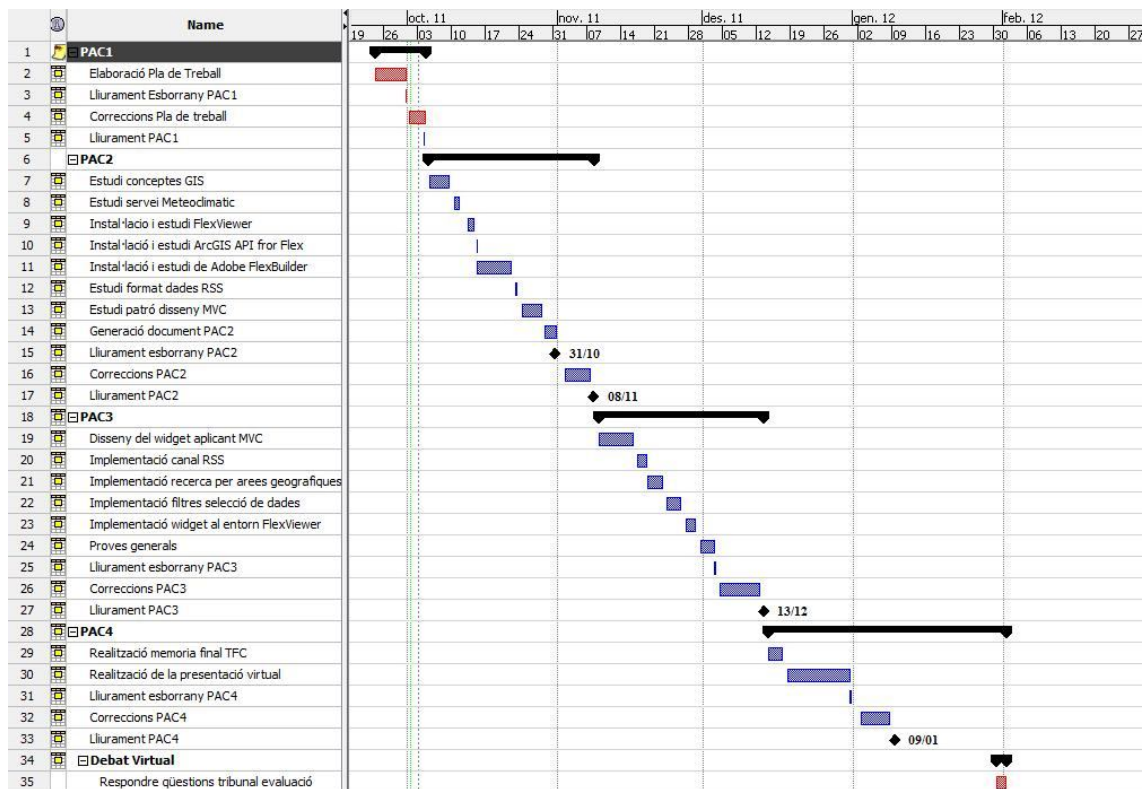 Name
oct. 11 nov. 11 des. 11 gen. 12 feb. 12
19 26 03 10 17 24 31 07 14 21 28 05 12 19 26 02 09 16 23 30 06 13 20 27
1 PAC1
2 Elaboració Pla de Treball
3 Lliurament Esborrany PAC1
4 Correccions Pla de treball
5 Lliurament PAC1
6 PAC2
7 Estudi conceptes GIS
8 Estudi servei Meteoclimatic
9 Instal·lacio i estudi FlexViewer
10 Instal·lació i estudi ArcGIS API fror Flex
11 Instal·lació i estudi de Adobe FlexBuilder
12 Estudi format dades RSS
13 Estudi patró disseny MVC
14 Generació document PAC2
15 Lliurament esborrany PAC2 31/10
16 Correccions PAC2
17 Lliurament PAC2 08/11
18 PAC3
19 Disseny del widget aplicant MVC
20 Implementació canal RSS
21 Implementació recerca per arees geografiques
22 Implementació filtres selecció de dades
23 Implementació widget al entorn FlexViewer
24 Proves generals
25 Lliurament esborrany PAC3
26 Correccions PAC3
27 Lliurament PAC3 13/12
28 PAC4
29 Realització memoria final TFC
30 Realització de la presentació virtual
31 Lliurament esborrany PAC4
32 Correccions PAC4
33 Lliurament PAC4 09/01
34 Debat Virtual
35 Respondre qüestions tribunal evaluació